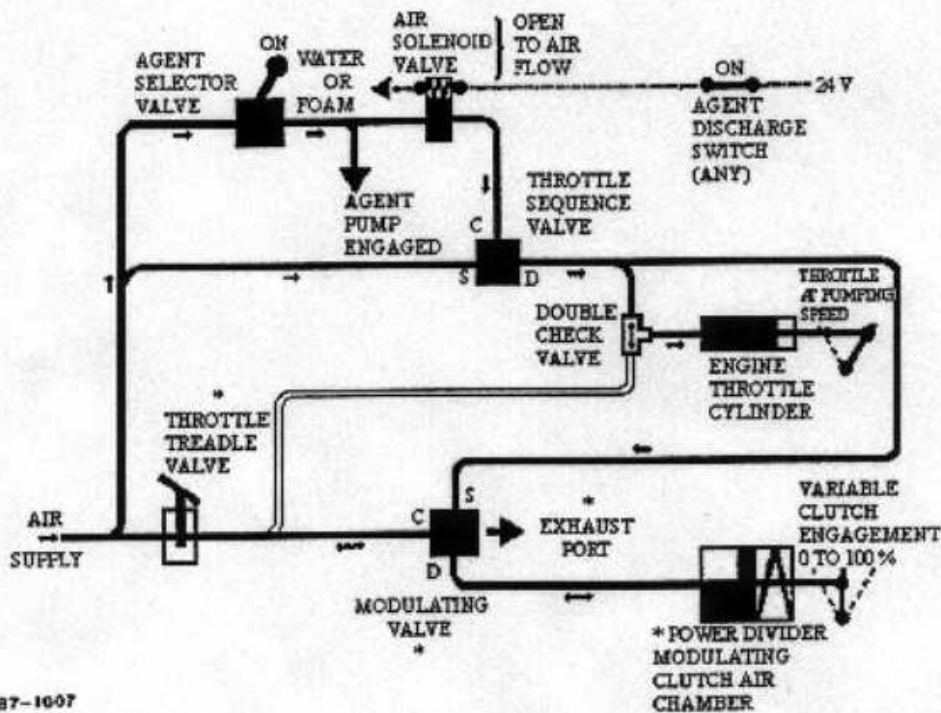 AIR
SOLENOID
VALVE
OPEN
TO AIR
FLOW
ON
AGENT
SELECTOR
VALVE
WATER
OR
FOAM
ON
24 V
AGENT
DISCHARGE
SWITCH
(ANY)
AGENT
PUMP
ENGAGED
THROTTLE
SEQUENCE
VALVE
C
S
D
THROTTLE
AT PUMPING
SPEED
DOUBLE
CHECK
VALVE
ENGINE
THROTTLE
CYLINDER
*
THROTTLE
TREADLE
VALVE
AIR
SUPPLY
S
C
D
*
EXHAUST
PORT
VARIABLE
CLUTCH
ENGAGEMENT
0 TO 100 %
MODULATING
VALVE
*
* POWER DIVIDER
MODULATING
CLUTCH AIR
CHAMBER
87-1007